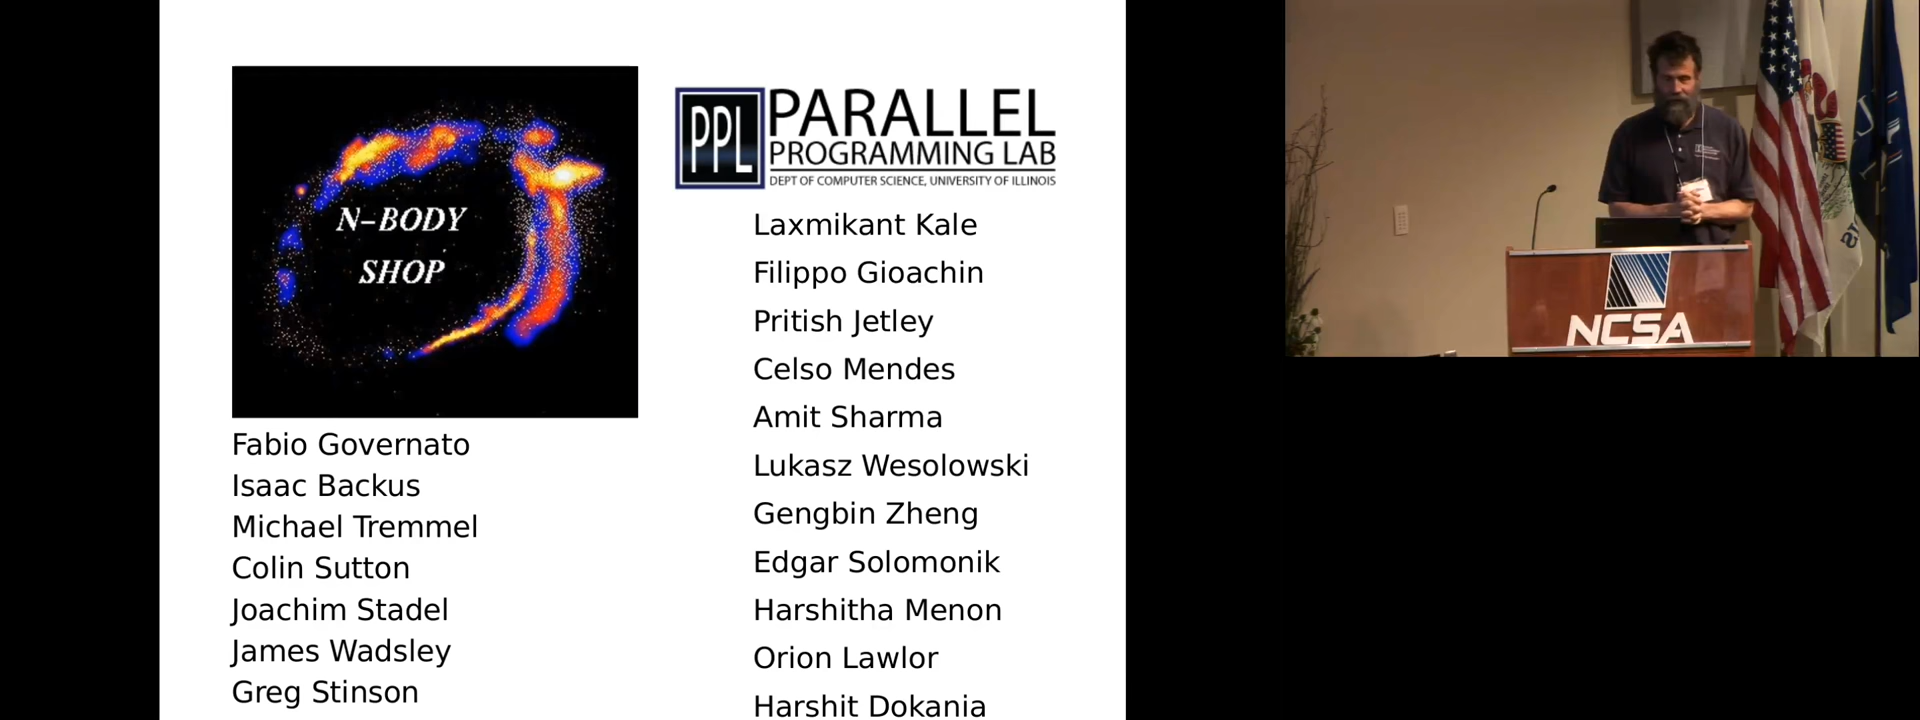 N-BODY
SHOP
Fabio Governato
Isaac Backus
Michael Tremmel
Colin Sutton
Joachim Stadel
James Wadsley
Greg Stinson
PPL
PARALLEL
PROGRAMMING LAB
DEPT OF COMPUTER SCIENCE, UNIVERSITY OF ILLINOIS
Laxmikant Kale
Filippo Gioachin
Pritish Jetley
Celso Mendes
Amit Sharma
Lukasz Wesolowski
Gengbin Zheng
Edgar Solomonik
Harshitha Menon
Orion Lawlor
Harshit Dokania
NCSA